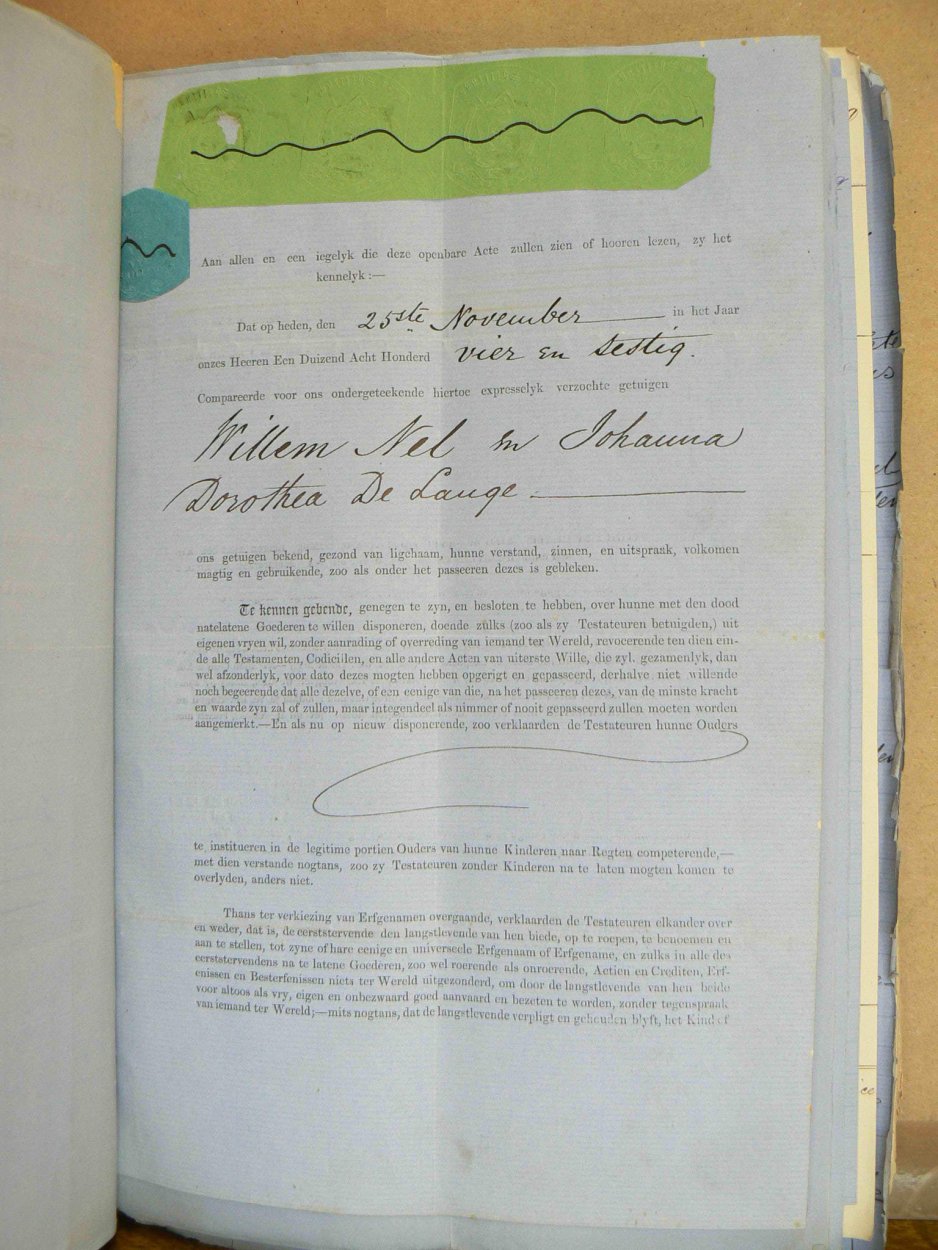 Aan allen en een iegelyk die deze openbare Acte zullen zien of hooren lezen, zy het
kennelyk :—
Dat op heden, den 25ste November in het Jaar
onzes Heeren Een Duizend Acht Honderd vier en sestig.
Compareerde voor ons ondergeteekende hiertoe expresselyk verzochte getuigen
Willem Nel en Johanna
Dorothea De Lange
ons getuigen bekend, gezond van ligchaam, hunne verstand, zinnen, en uitspraak, volkomen
magtig en gebruikende, zoo als onder het passeeren dezes is gebleken.
Te kennen gebende, genegen te zyn, en besloten te hebben, over hunne met den dood
natelatene Goederen te willen disponeren, doende zulks (zoo als zy Testateuren betuigden,) uit
eigenen vryen wil, zonder aanrading of overreding van iemand ter Wereld, revocerende ten dien ein-
de alle Testamenten, Codicillen, en alle andere Acten van uiterste Wille, die zyl. gezamenlyk, dan
wel afzonderlyk, voor dato dezes mogten hebben opgerigt en gepasseerd, derhalve niet willende
noch begeerende dat alle dezelve, of een eenige van die, na het passeeren dezes, van de minste kracht
en waarde zyn zal of zullen, maar integendeel als nimmer of nooit gepasseerd zullen moeten worden
aangemerkt.—En als nu op nieuw disponerende, zoo verklaarden de Testateuren hunne Ouders
te institueren in de legitime portien Ouders van hunne Kinderen naar Regten competerende,—
met dien verstande nogtans, zoo zy Testateuren zonder Kinderen na te laten mogten komen te
overlyden, anders niet.
Thans ter verkiezing van Erfgenamen overgaande, verklaarden de Testateuren elkander over
en weder, dat is, de eerststervende den langstlevende van hen biede, op te roepen, te benoemen en
aan te stellen, tot zyne of hare eenige en universeele Erfgenaam of Erfgename, en zulks in alle des
eerststervendens na te latene Goederen, zoo wel roerende als onroerende, Actien en Crediten, Erf-
enissen en Besterfenissen niets ter Wereld uitgezonderd, om door de langstlevende van hen beide
voor altoos als vry, eigen en onbezwaard goed aanvaard en bezeten te worden, zonder tegenspraak
van iemand ter Wereld;—mits nogtans, dat de langstlevende verpligt en gehouden blyft, het Kind of